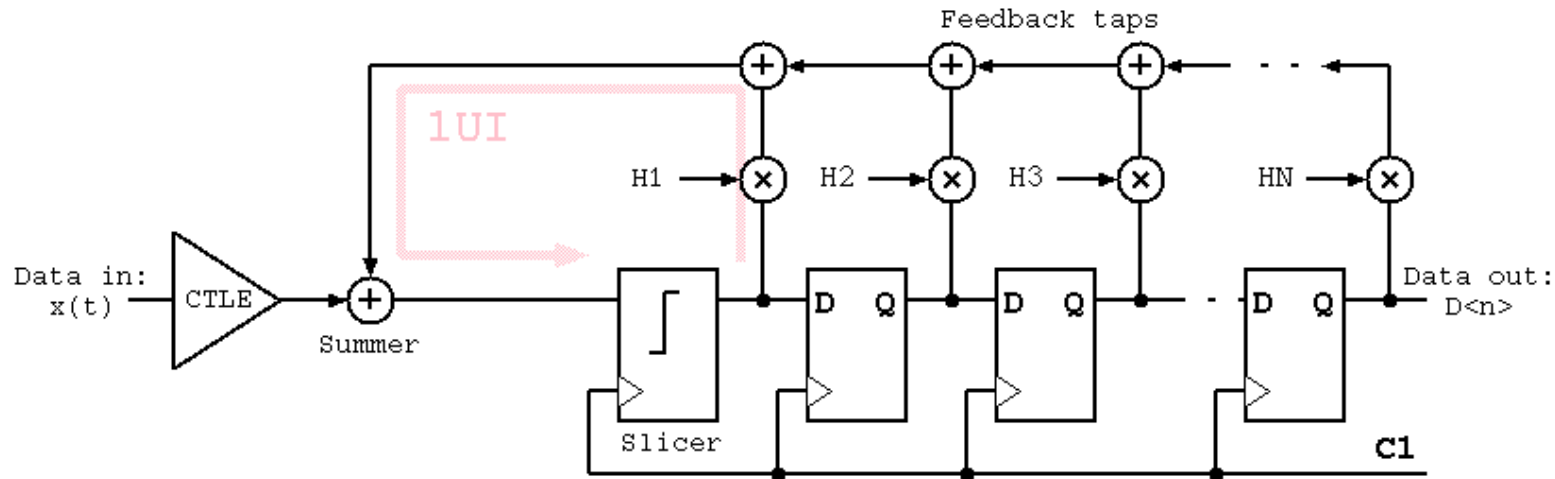 Feedback taps
1UI
H1
H2
H3
HN
Data in:
x(t)
CTLE
Summer
D Q
D Q
D Q
Data out:
D<n>
Slicer
C1